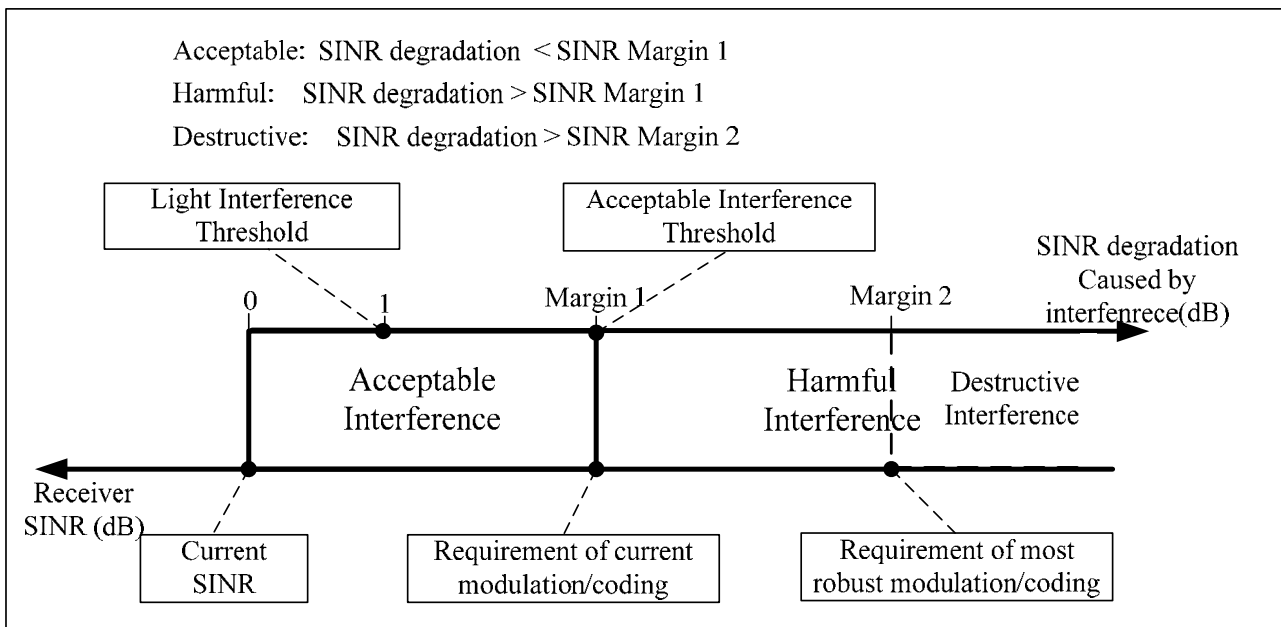 Acceptable: SINR degradation < SINR Margin 1
Harmful: SINR degradation > SINR Margin 1
Destructive: SINR degradation > SINR Margin 2
Light Interference
Threshold
Acceptable Interference
Threshold
SINR degradation
Caused by
interfenrece(dB)
0
1
Margin 1
Margin 2
Acceptable
Interference
Harmful
Interference
Destructive
Interference
Receiver
SINR (dB)
Current
SINR
Requirement of current
modulation/coding
Requirement of most
robust modulation/coding